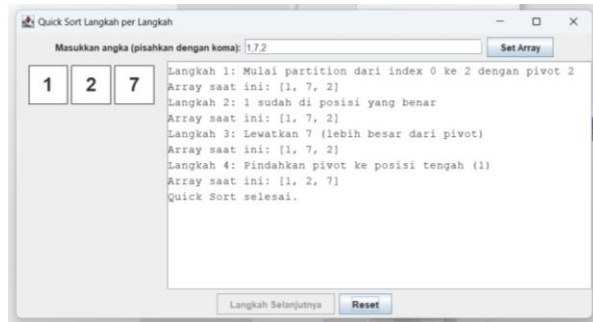 Quick Sort Langkah per Langkah
Masukkan angka (pisahkan dengan koma): 1,7,2 Set Array
1 2 7
Langkah 1: Mulai partition dari index 0 ke 2 dengan pivot 2
Array saat ini: [1, 7, 2]
Langkah 2: 1 sudah di posisi yang benar
Array saat ini: [1, 7, 2]
Langkah 3: Lewatkan 7 (lebih besar dari pivot)
Array saat ini: [1, 7, 2]
Langkah 4: Pindahkan pivot ke posisi tengah (1)
Array saat ini: [1, 2, 7]
Quick Sort selesai.
Langkah Selanjutnya Reset